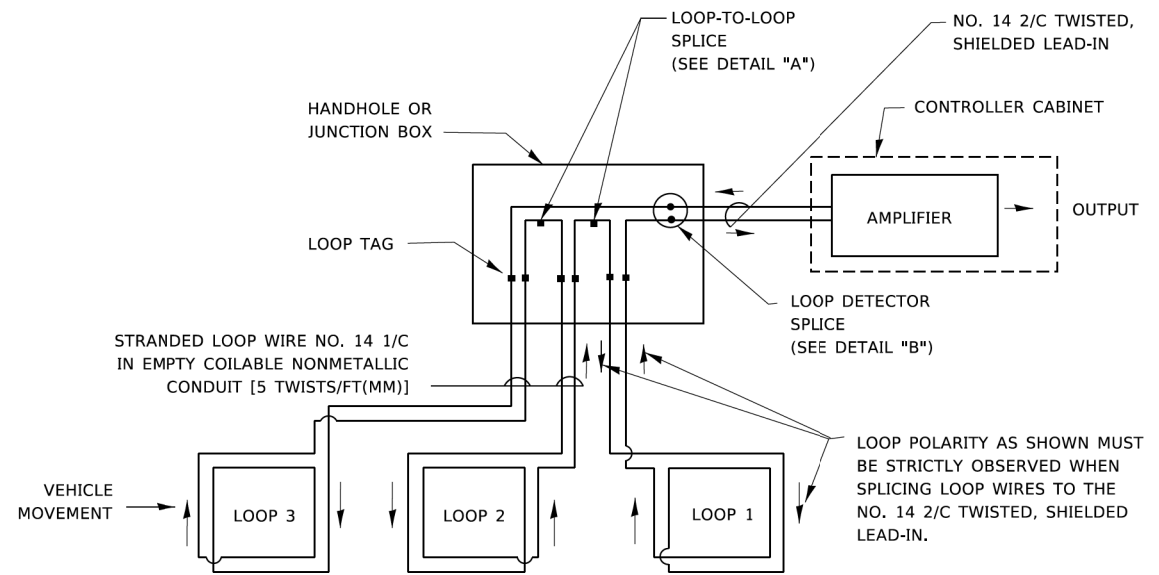 LOOP-TO-LOOP
SPLICE
(SEE DETAIL "A")
NO. 14 2/C TWISTED,
SHIELDED LEAD-IN
HANDHOLE OR
JUNCTION BOX
CONTROLLER CABINET
AMPLIFIER
OUTPUT
LOOP TAG
LOOP DETECTOR
SPLICE
(SEE DETAIL "B")
STRANDED LOOP WIRE NO. 14 1/C
IN EMPTY COILABLE NONMETALLIC
CONDUIT [5 TWISTS/FT(MM)]
LOOP POLARITY AS SHOWN MUST
BE STRICTLY OBSERVED WHEN
SPLICING LOOP WIRES TO THE
NO. 14 2/C TWISTED, SHIELDED
LEAD-IN.
VEHICLE
MOVEMENT
LOOP 3
LOOP 2
LOOP 1